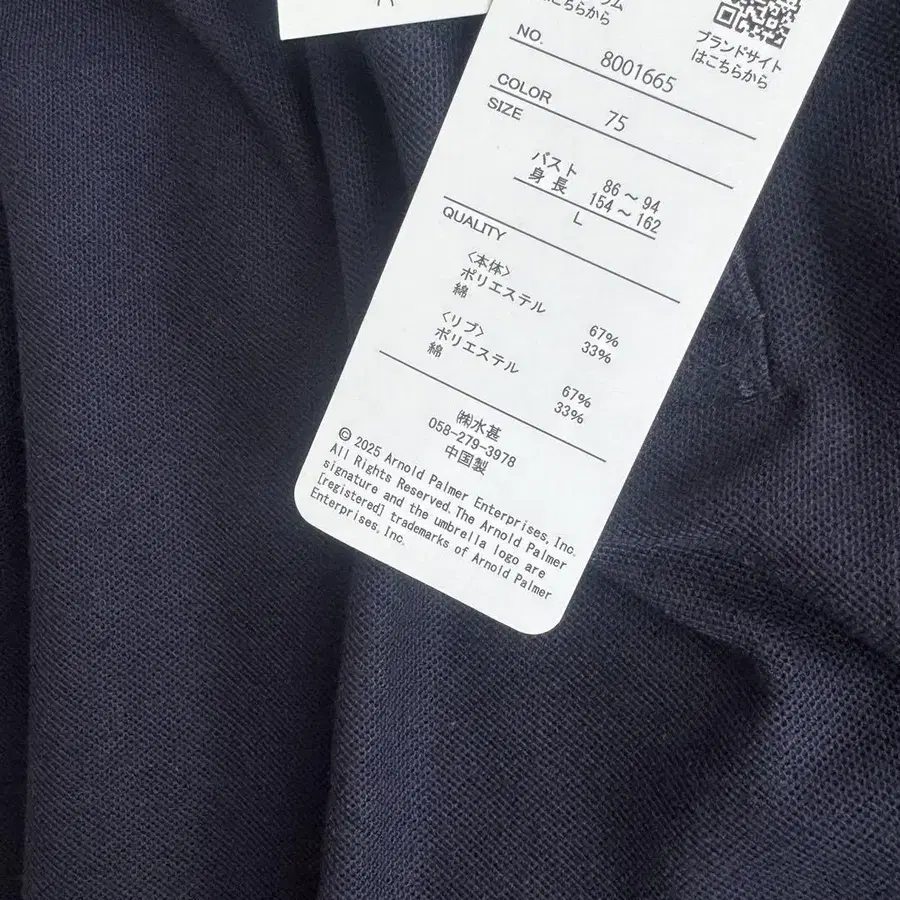 はこちらから
ブランドサイト
はこちらから
NO. 8001665
COLOR 75
SIZE
バスト 86～94
身長 154～162
L
QUALITY
〈本体〉
ポリエステル 67%
綿 33%
〈リブ〉
ポリエステル 67%
綿 33%
㈱水甚
058-279-3978
中国製
© 2025 Arnold Palmer Enterprises, Inc.
All Rights Reserved. The Arnold Palmer
signature and the umbrella logo are
[registered] trademarks of Arnold Palmer
Enterprises, Inc.